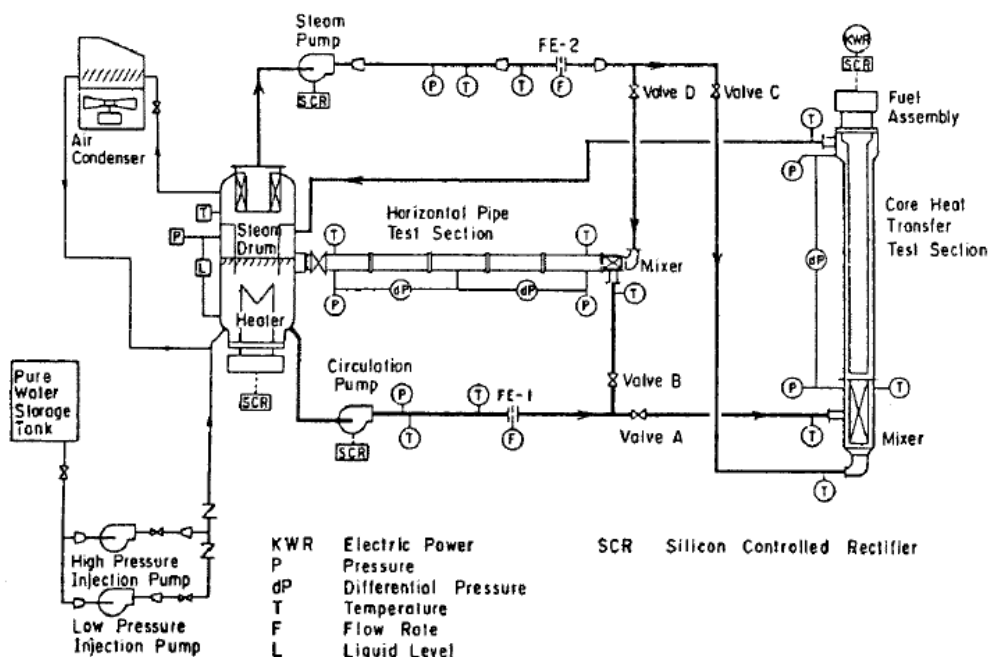 Steam
Pump
SCR
FE-2
P
T
T
F
Valve D
Valve C
KWR
SCR
Fuel
Assembly
Air
Condenser
T
P
L
Steam
Drum
Heater
SCR
Horizontal Pipe
Test Section
T
T
P
dP
dP
P
Mixer
T
T
P
dP
Core Heat
Transfer
Test Section
P
T
T
Mixer
T
Pure
Water
Storage
Tank
Circulation
Pump
SCR
P
T
T
FE-1
F
Valve B
Valve A
High Pressure
Injection Pump
Low Pressure
Injection Pump
KWR Electric Power
P Pressure
dP Differential Pressure
T Temperature
F Flow Rate
L Liquid Level
SCR Silicon Controlled Rectifier